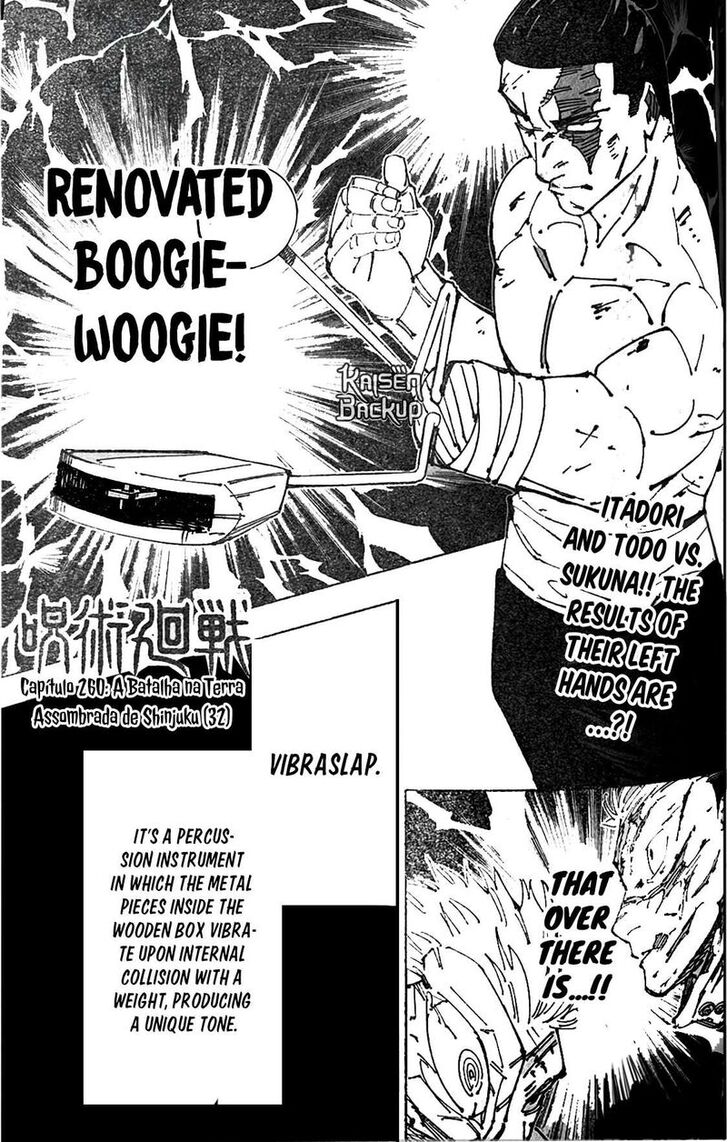 RENOVATED
BOOGIE-
WOOGIE!
KAISEN
BACKUP
ITADORI
AND TODO VS.
SUKUNA!! THE
RESULTS OF
THEIR LEFT
HANDS ARE
...?!
呪術廻戦
Capítulo 260: A Batalha na Terra
Assombrada de Shinjuku (32)
VIBRASLAP.
IT'S A PERCUS-
SION INSTRUMENT
IN WHICH THE METAL
PIECES INSIDE THE
WOODEN BOX VIBRA-
TE UPON INTERNAL
COLLISION WITH A
WEIGHT, PRODUCING
A UNIQUE TONE.
THAT
OVER
THERE
IS...!!